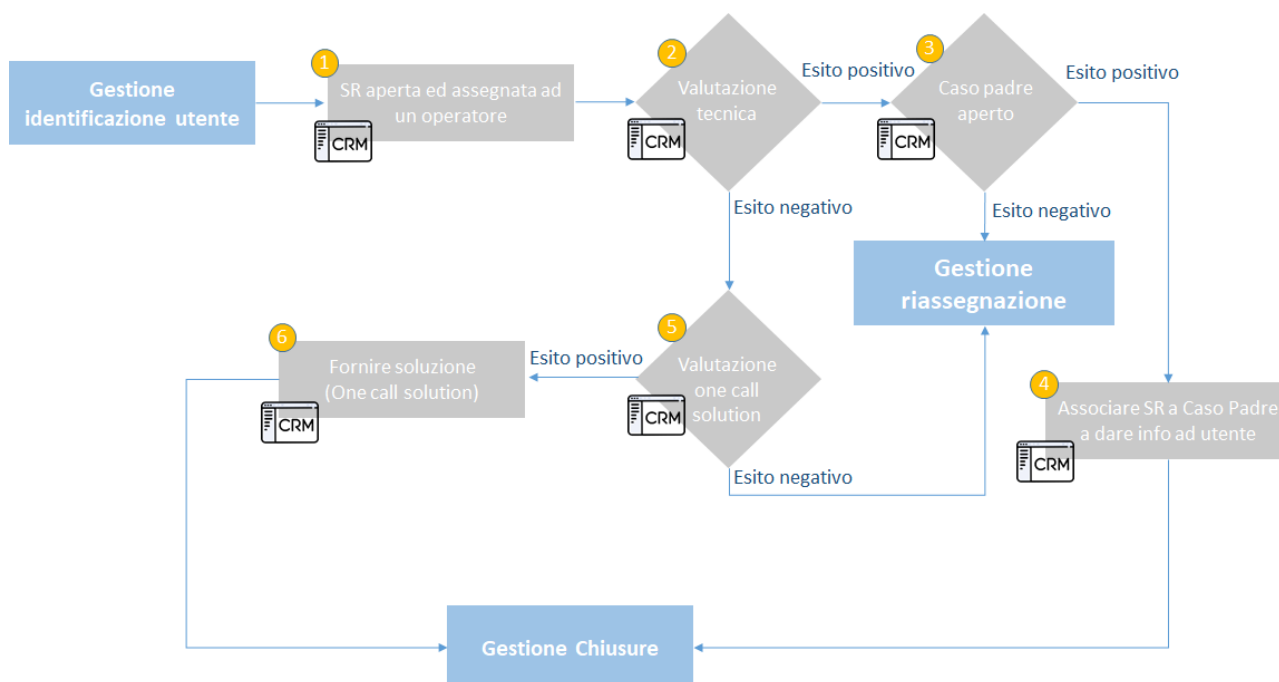 1
2
3
Gestione
identificazione utente
SR aperta ed assegnata ad
un operatore
CRM
Valutazione
tecnica
CRM
Esito positivo
Caso padre
aperto
CRM
Esito positivo
Esito negativo
Esito negativo
Gestione
riassegnazione
6
Fornire soluzione
(One call solution)
CRM
Esito positivo
5
Valutazione
one call
solution
CRM
Esito negativo
4
Associare SR a Caso Padre
a dare info ad utente
CRM
Gestione Chiusure